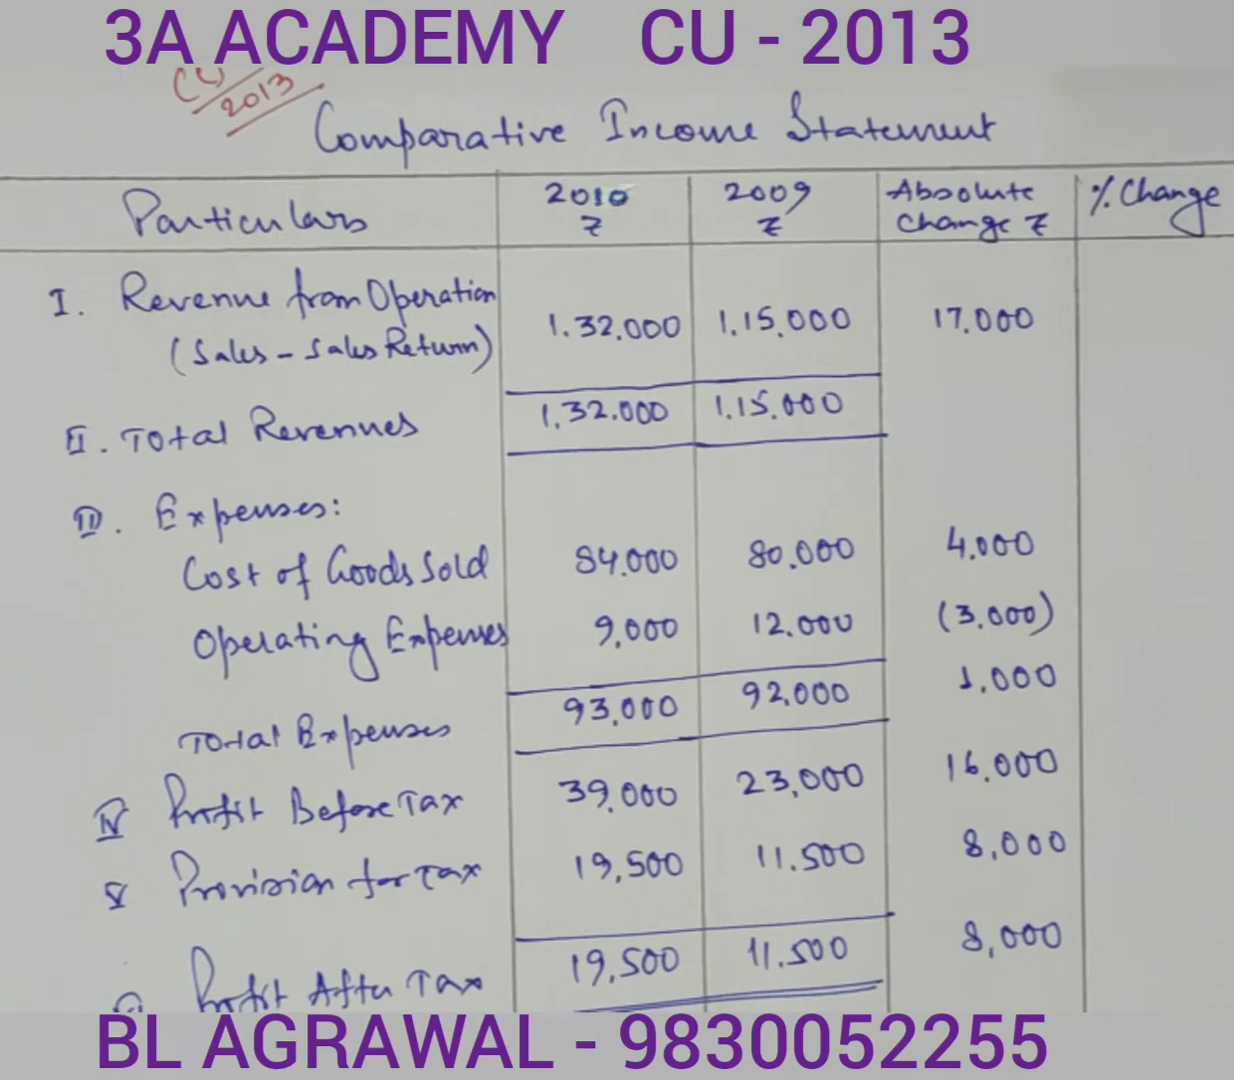 3A ACADEMY CU - 2013
CU/2013
Comparative Income Statement
Particulars 2010 ₹ 2009 ₹ Absolute Change ₹ % Change
I. Revenue from Operation
(Sales - Sales Return) 1,32,000 1,15,000 17,000
II. Total Revenues 1,32,000 1,15,000
III. Expenses:
Cost of Goods Sold 84,000 80,000 4,000
Operating Expenses 9,000 12,000 (3,000)
Total Expenses 93,000 92,000 1,000
IV Profit Before Tax 39,000 23,000 16,000
V Provision for Tax 19,500 11,500 8,000
Profit After Tax 19,500 11,500 8,000
BL AGRAWAL - 9830052255